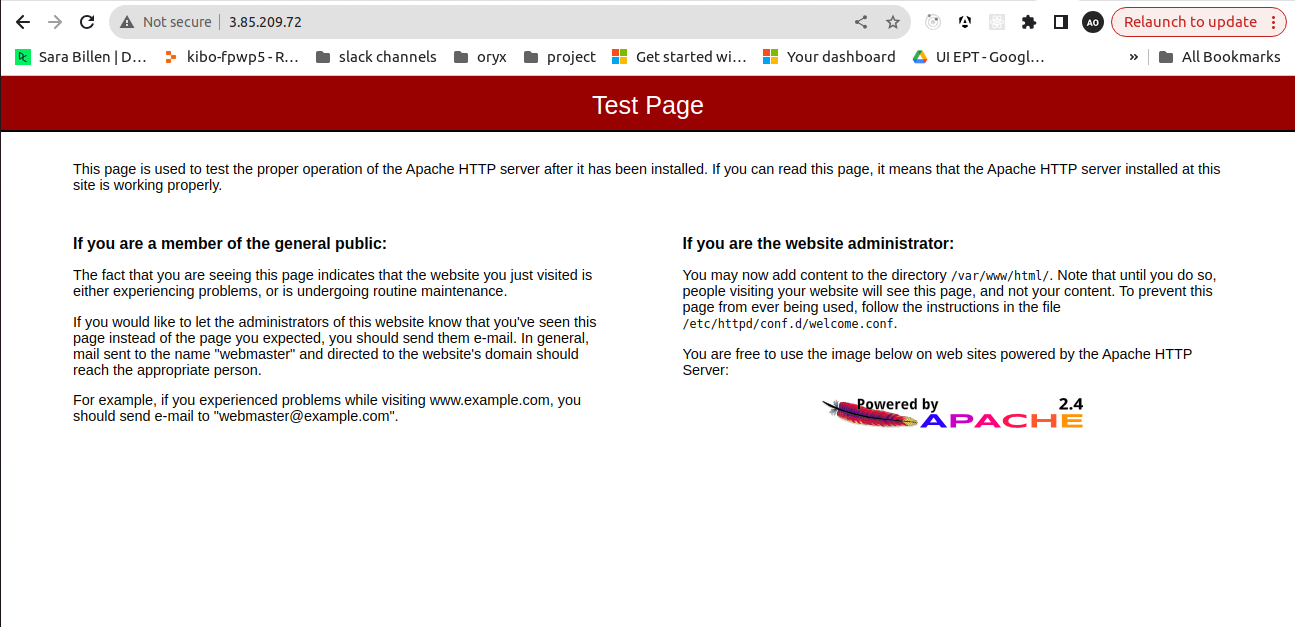 Not secure 3.85.209.72 AO Relaunch to update
Sara Billen | D… kibo-fpwp5 - R… slack channels oryx project Get started wi… Your dashboard UI EPT - Googl… » All Bookmarks
Test Page
This page is used to test the proper operation of the Apache HTTP server after it has been installed. If you can read this page, it means that the Apache HTTP server installed at this
site is working properly.
If you are a member of the general public:
The fact that you are seeing this page indicates that the website you just visited is
either experiencing problems, or is undergoing routine maintenance.
If you would like to let the administrators of this website know that you've seen this
page instead of the page you expected, you should send them e-mail. In general,
mail sent to the name "webmaster" and directed to the website's domain should
reach the appropriate person.
For example, if you experienced problems while visiting www.example.com, you
should send e-mail to "webmaster@example.com".
If you are the website administrator:
You may now add content to the directory /var/www/html/. Note that until you do so,
people visiting your website will see this page, and not your content. To prevent this
page from ever being used, follow the instructions in the file
/etc/httpd/conf.d/welcome.conf.
You are free to use the image below on web sites powered by the Apache HTTP
Server:
Powered by 2.4
APACHE